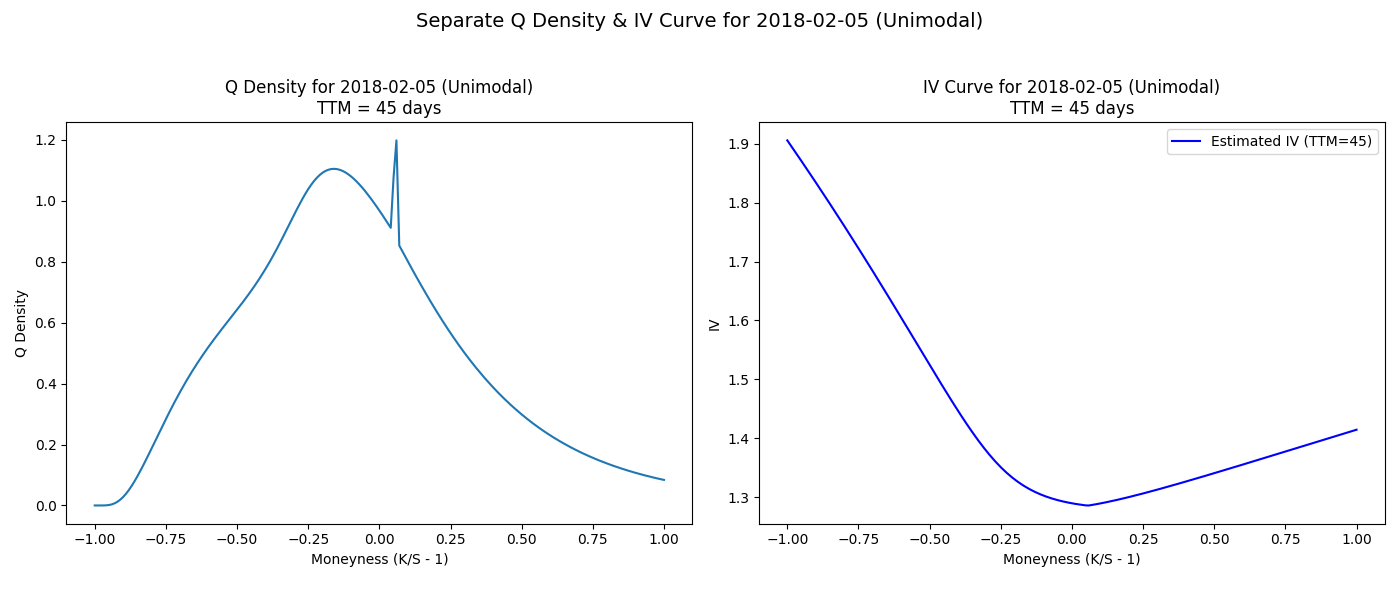 Separate Q Density & IV Curve for 2018-02-05 (Unimodal)
Q Density for 2018-02-05 (Unimodal)
TTM = 45 days
Q Density
1.2
1.0
0.8
0.6
0.4
0.2
0.0
−1.00 −0.75 −0.50 −0.25 0.00 0.25 0.50 0.75 1.00
Moneyness (K/S - 1)
IV Curve for 2018-02-05 (Unimodal)
TTM = 45 days
Estimated IV (TTM=45)
IV
1.9
1.8
1.7
1.6
1.5
1.4
1.3
−1.00 −0.75 −0.50 −0.25 0.00 0.25 0.50 0.75 1.00
Moneyness (K/S - 1)